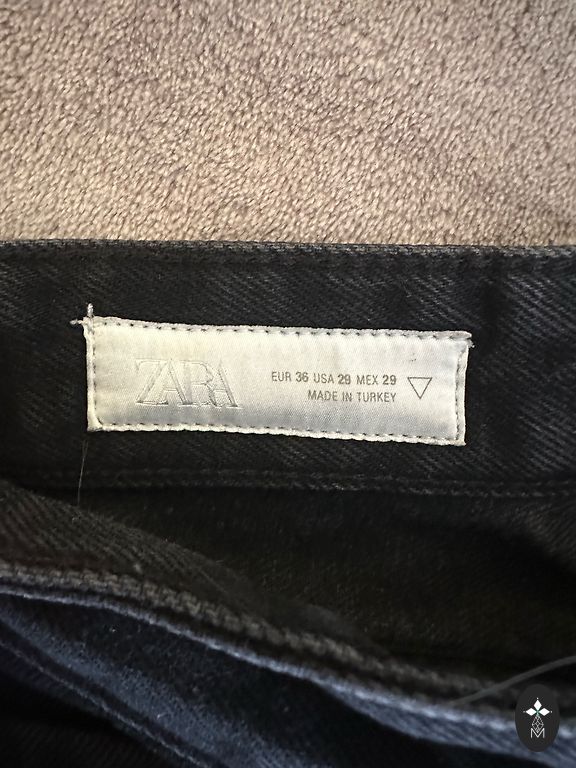 ZARA
EUR 36 USA 29 MEX 29
MADE IN TURKEY
M